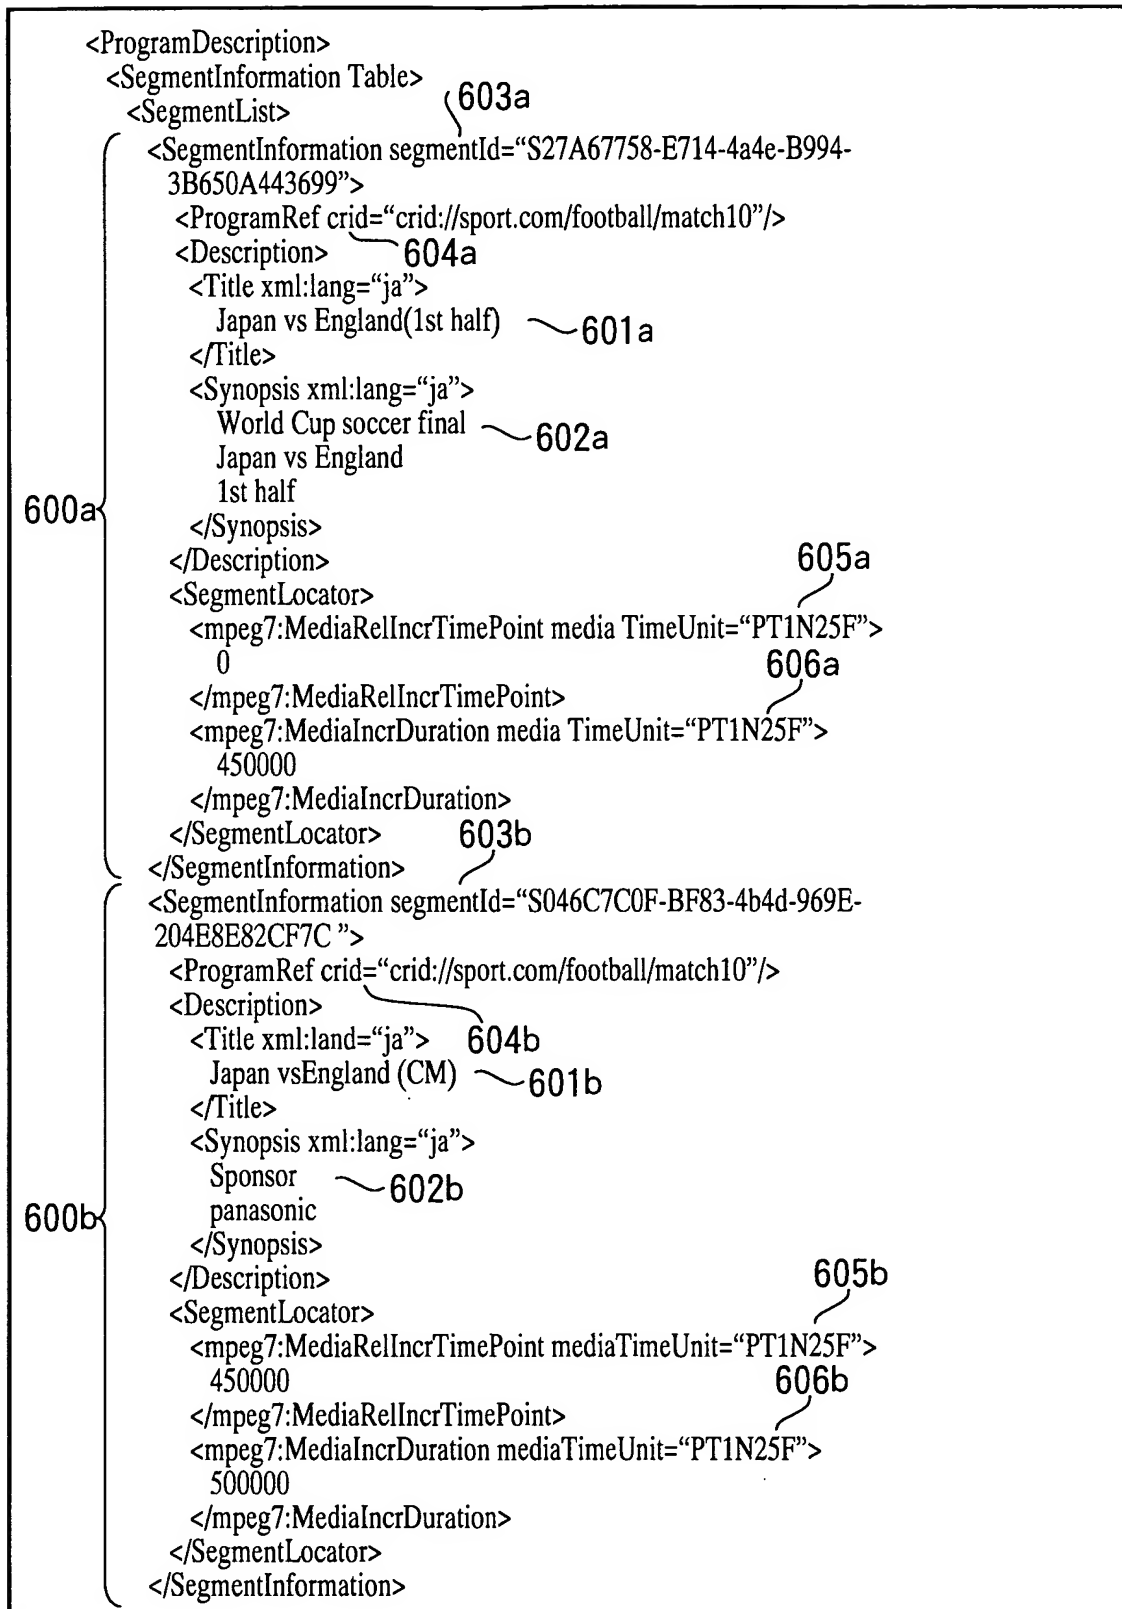 <ProgramDescription>
<SegmentInformation Table>
603a
<SegmentList>
<SegmentInformation segmentId=“S27A67758-E714-4a4e-B994-
3B650A443699”>
<ProgramRef crid=“crid://sport.com/football/match10”/>
<Description> 604a
<Title xml:lang=“ja”>
Japan vs England(1st half) 601a
</Title>
<Synopsis xml:lang=“ja”>
World Cup soccer final 602a
Japan vs England
1st half
600a
</Synopsis>
</Description> 605a
<SegmentLocator>
<mpeg7:MediaRelIncrTimePoint media TimeUnit=“PT1N25F”>
0 606a
</mpeg7:MediaRelIncrTimePoint>
<mpeg7:MediaIncrDuration media TimeUnit=“PT1N25F”>
450000
</mpeg7:MediaIncrDuration>
</SegmentLocator> 603b
</SegmentInformation>
<SegmentInformation segmentId=“S046C7C0F-BF83-4b4d-969E-
204E8E82CF7C ”>
<ProgramRef crid=“crid://sport.com/football/match10”/>
<Description>
<Title xml:land=“ja”> 604b
Japan vsEngland (CM) 601b
</Title>
<Synopsis xml:lang=“ja”>
Sponsor 602b
600b panasonic
</Synopsis>
</Description> 605b
<SegmentLocator>
<mpeg7:MediaRelIncrTimePoint mediaTimeUnit=“PT1N25F”>
450000 606b
</mpeg7:MediaRelIncrTimePoint>
<mpeg7:MediaIncrDuration mediaTimeUnit=“PT1N25F”>
500000
</mpeg7:MediaIncrDuration>
</SegmentLocator>
</SegmentInformation>